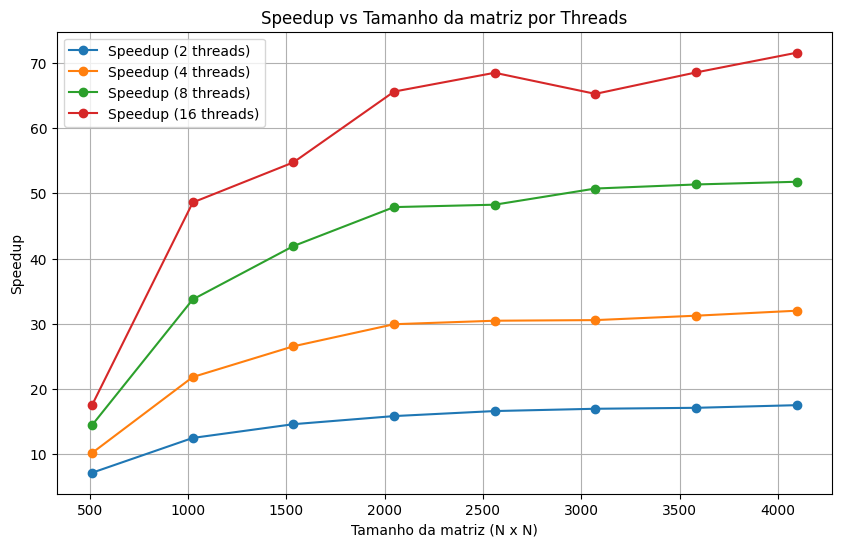 Speedup vs Tamanho da matriz por Threads
Speedup (2 threads)
Speedup (4 threads)
Speedup (8 threads)
Speedup (16 threads)
Speedup
70
60
50
40
30
20
10
500 1000 1500 2000 2500 3000 3500 4000
Tamanho da matriz (N x N)